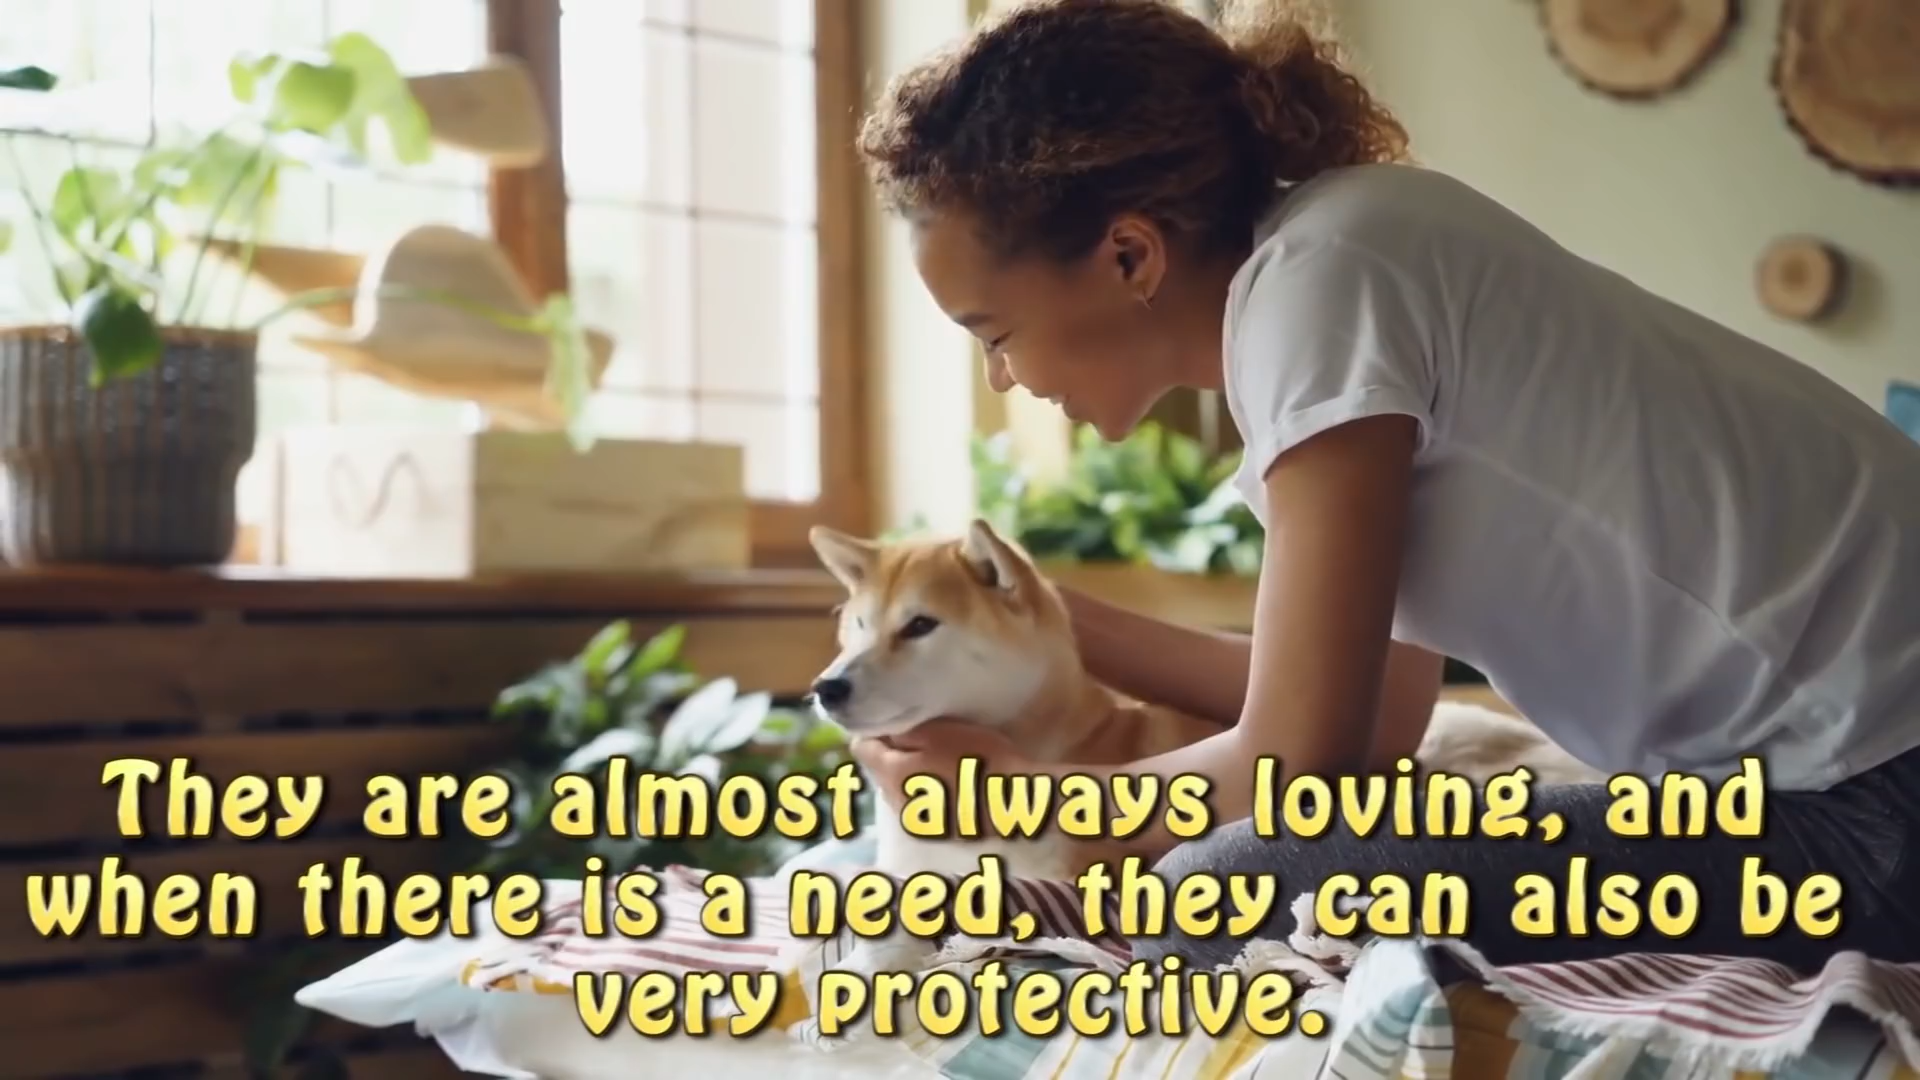 They are almost always loving, and
when there is a need, they can also be
very protective.